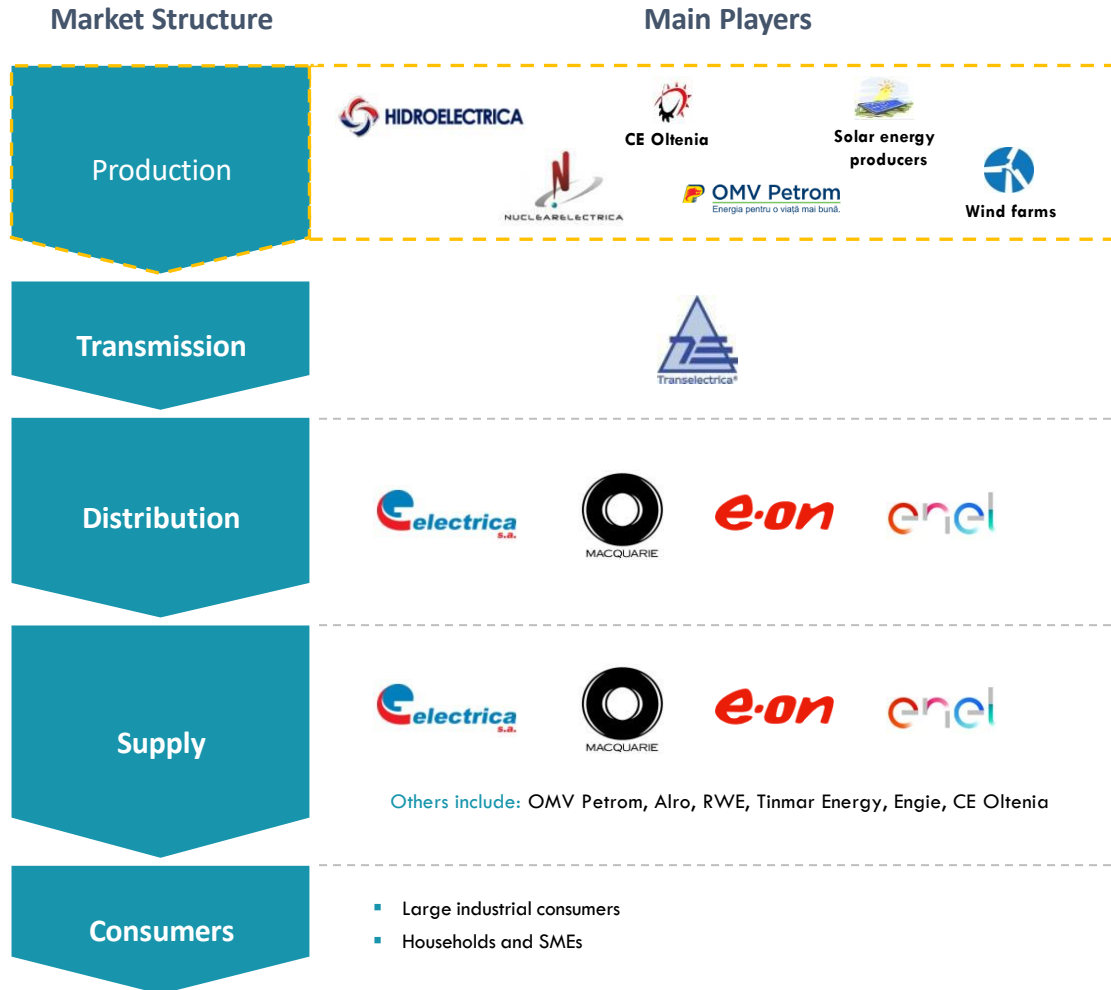 Market Structure
Main Players
Production
HIDROELECTRICA
CE Oltenia
Solar energy
producers
NUCLEARELECTRICA
OMV Petrom
Energia pentru o viață mai bună.
Wind farms
Transmission
Transelectrica®
Distribution
electrica
s.a.
MACQUARIE
e·on
enel
Supply
electrica
s.a.
MACQUARIE
e·on
enel
Others include: OMV Petrom, Alro, RWE, Tinmar Energy, Engie, CE Oltenia
Consumers
▪ Large industrial consumers
▪ Households and SMEs